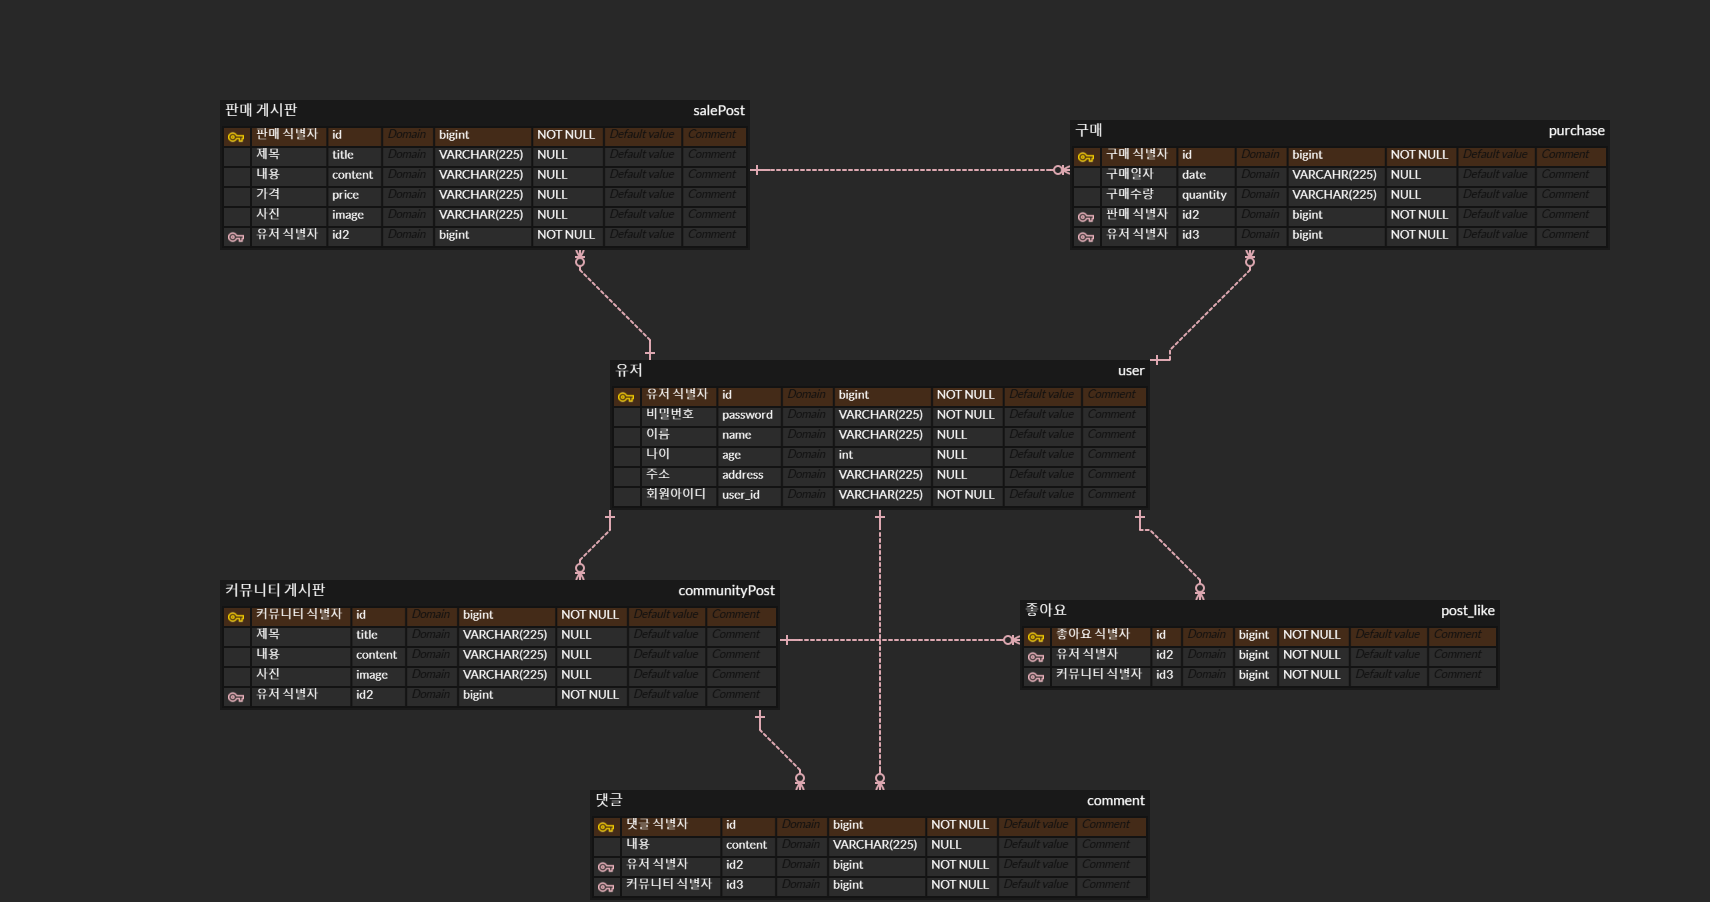 판매 게시판 salePost
판매 식별자 id Domain bigint NOT NULL Default value Comment
제목 title Domain VARCHAR(225) NULL Default value Comment
내용 content Domain VARCHAR(225) NULL Default value Comment
가격 price Domain VARCHAR(225) NULL Default value Comment
사진 image Domain VARCHAR(225) NULL Default value Comment
유저 식별자 id2 Domain bigint NOT NULL Default value Comment
구매 purchase
구매 식별자 id Domain bigint NOT NULL Default value Comment
구매일자 date Domain VARCAHR(225) NULL Default value Comment
구매수량 quantity Domain VARCHAR(225) NULL Default value Comment
판매 식별자 id2 Domain bigint NOT NULL Default value Comment
유저 식별자 id3 Domain bigint NOT NULL Default value Comment
유저 user
유저 식별자 id Domain bigint NOT NULL Default value Comment
비밀번호 password Domain VARCHAR(225) NOT NULL Default value Comment
이름 name Domain VARCHAR(225) NULL Default value Comment
나이 age Domain int NULL Default value Comment
주소 address Domain VARCHAR(225) NULL Default value Comment
회원아이디 user_id Domain VARCHAR(225) NOT NULL Default value Comment
커뮤니티 게시판 communityPost
커뮤니티 식별자 id Domain bigint NOT NULL Default value Comment
제목 title Domain VARCHAR(225) NULL Default value Comment
내용 content Domain VARCHAR(225) NULL Default value Comment
사진 image Domain VARCHAR(225) NULL Default value Comment
유저 식별자 id2 Domain bigint NOT NULL Default value Comment
좋아요 post_like
좋아요 식별자 id Domain bigint NOT NULL Default value Comment
유저 식별자 id2 Domain bigint NOT NULL Default value Comment
커뮤니티 식별자 id3 Domain bigint NOT NULL Default value Comment
댓글 comment
댓글 식별자 id Domain bigint NOT NULL Default value Comment
내용 content Domain VARCHAR(225) NULL Default value Comment
유저 식별자 id2 Domain bigint NOT NULL Default value Comment
커뮤니티 식별자 id3 Domain bigint NOT NULL Default value Comment